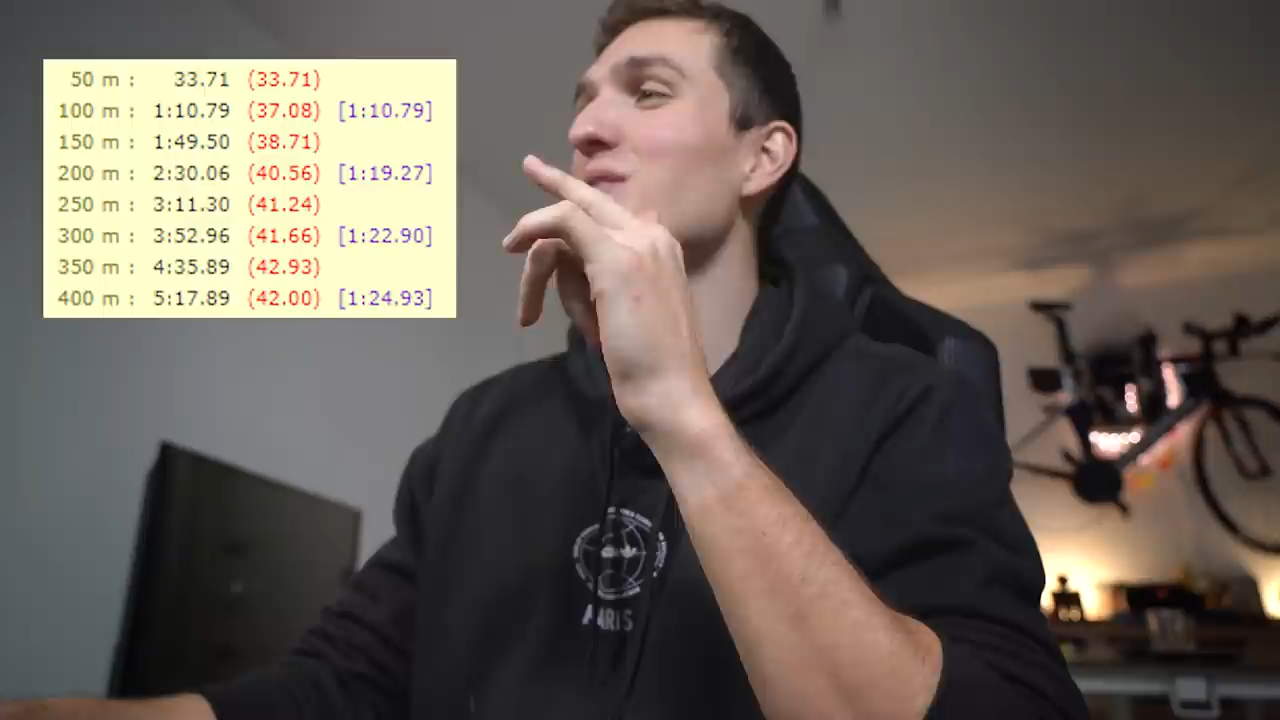 50 m : 33.71 (33.71)
100 m : 1:10.79 (37.08) [1:10.79]
150 m : 1:49.50 (38.71)
200 m : 2:30.06 (40.56) [1:19.27]
250 m : 3:11.30 (41.24)
300 m : 3:52.96 (41.66) [1:22.90]
350 m : 4:35.89 (42.93)
400 m : 5:17.89 (42.00) [1:24.93]